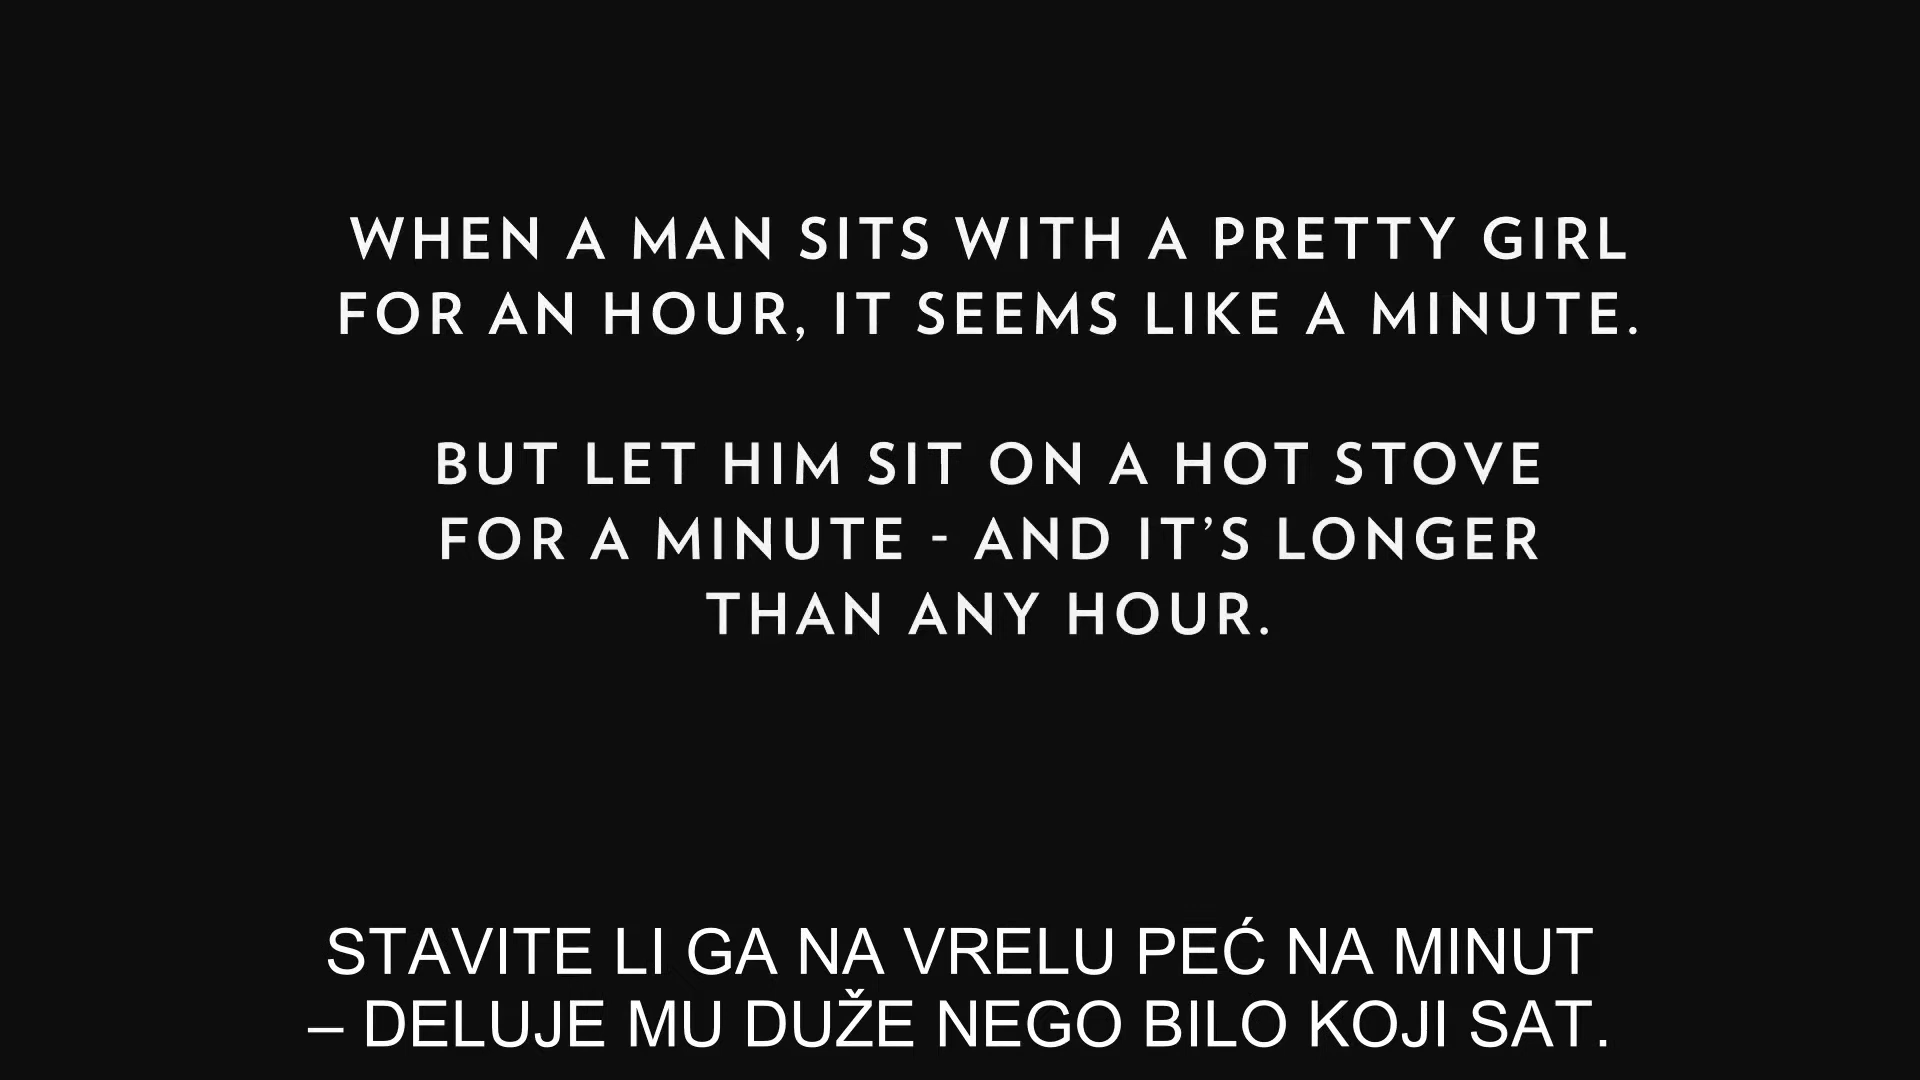 WHEN A MAN SITS WITH A PRETTY GIRL
FOR AN HOUR, IT SEEMS LIKE A MINUTE.
BUT LET HIM SIT ON A HOT STOVE
FOR A MINUTE - AND IT’S LONGER
THAN ANY HOUR.
STAVITE LI GA NA VRELU PEĆ NA MINUT
– DELUJE MU DUŽE NEGO BILO KOJI SAT.